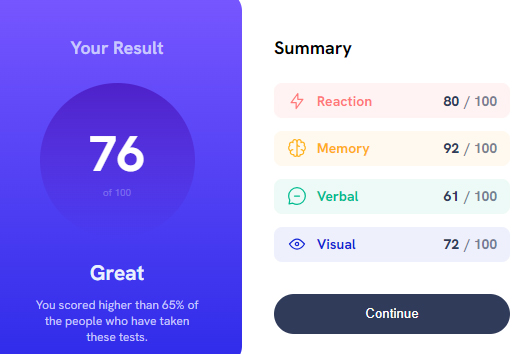 Your Result
76
of 100
Great
You scored higher than 65% of
the people who have taken
these tests.
Summary
Reaction 80 / 100
Memory 92 / 100
Verbal 61 / 100
Visual 72 / 100
Continue